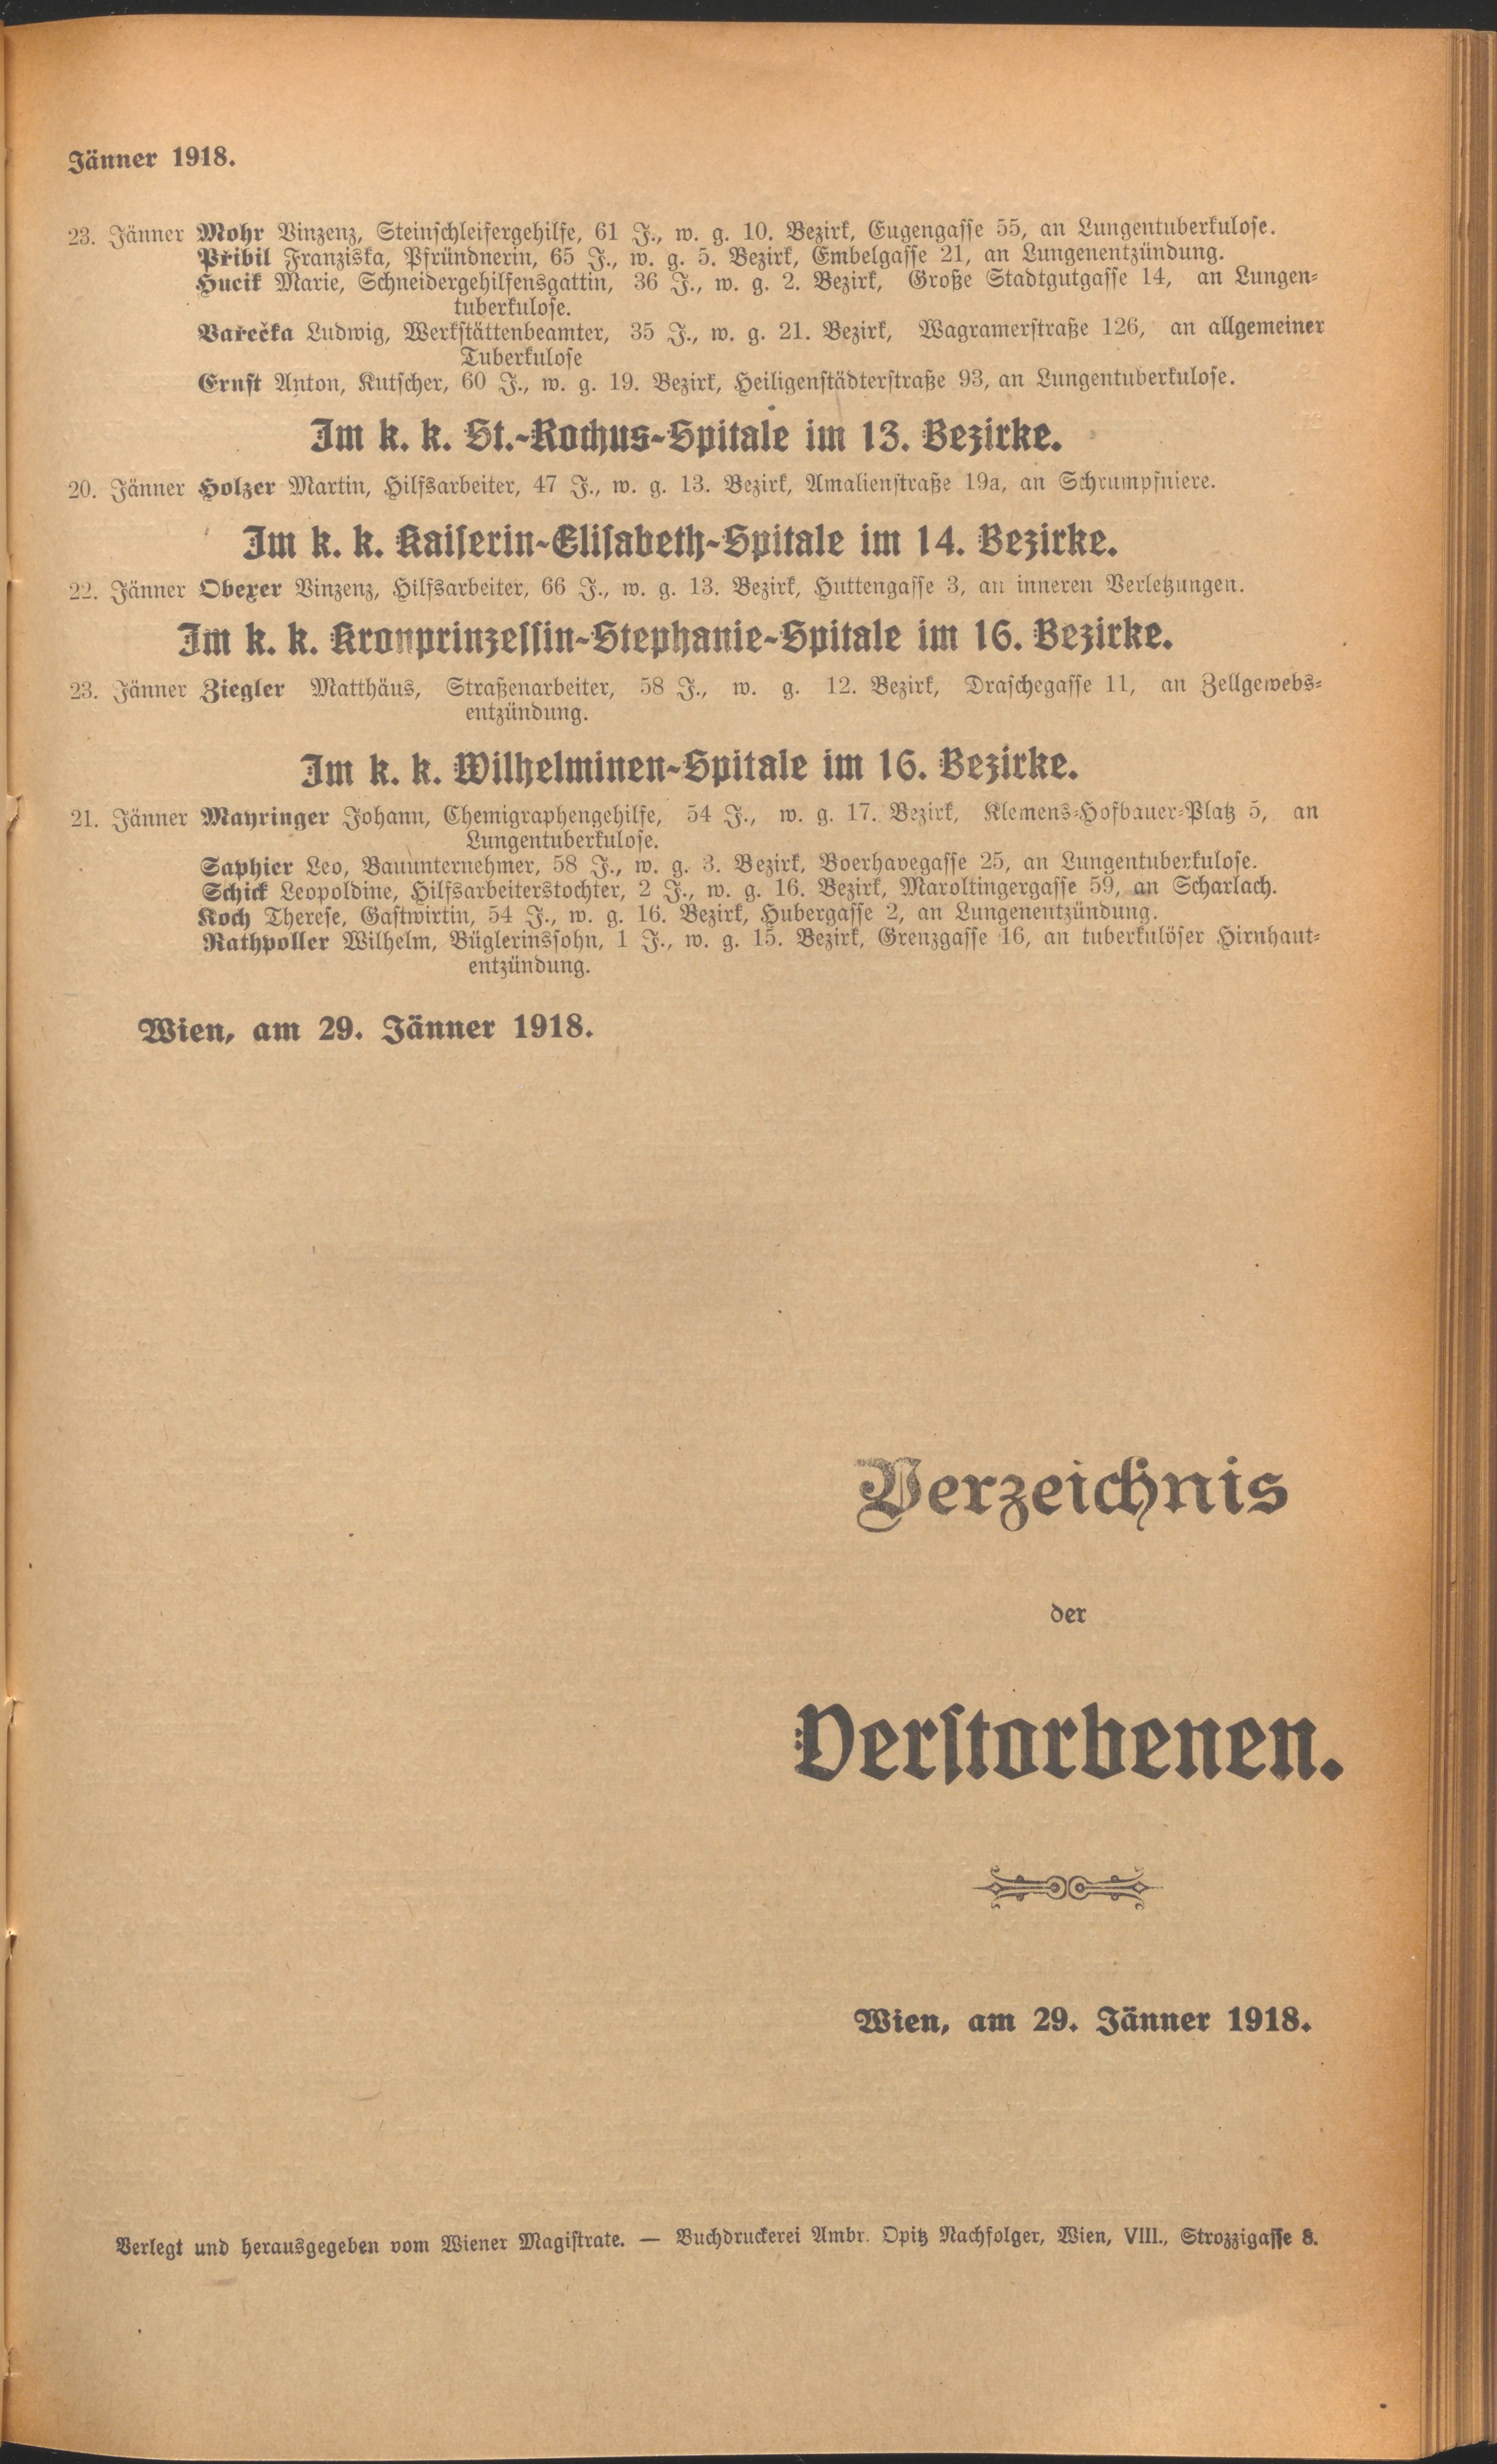 Jänner 1918.
23. Jänner Mohr Vinzenz, Steinschleifergehilfe, 61 J., w. g. 10. Bezirk, Eugengasse 55, an Lungentuberkulose.
Přibil Franziska, Pfründnerin, 65 J., w. g. 5. Bezirk, Embelgasse 21, an Lungenentzündung.
Hucik Marie, Schneidergehilfensgattin, 36 J., w. g. 2. Bezirk, Große Stadtgutgasse 14, an Lungen-
tuberkulose.
Vařečka Ludwig, Werkstättenbeamter, 35 J., w. g. 21. Bezirk, Wagramerstraße 126, an allgemeiner
Tuberkulose
Ernst Anton, Kutscher, 60 J., w. g. 19. Bezirk, Heiligenstädterstraße 93, an Lungentuberkulose.
Im k. k. St.-Rochus-Spitale im 13. Bezirke.
20. Jänner Holzer Martin, Hilfsarbeiter, 47 J., w. g. 13. Bezirk, Amalienstraße 19a, an Schrumpfniere.
Im k. k. Kaiserin-Elisabeth-Spitale im 14. Bezirke.
22. Jänner Oberer Vinzenz, Hilfsarbeiter, 66 J., w. g. 13. Bezirk, Huttengasse 3, an inneren Verletzungen.
Im k. k. Kronprinzessin-Stephanie-Spitale im 16. Bezirke.
23. Jänner Ziegler Matthäus, Straßenarbeiter, 58 J., w. g. 12. Bezirk, Draschegasse 11, an Zellgewebs-
entzündung.
Im k. k. Wilhelminen-Spitale im 16. Bezirke.
21. Jänner Mayringer Johann, Chemigraphengehilfe, 54 J., w. g. 17. Bezirk, Klemens-Hofbauer-Platz 5, an
Lungentuberkulose.
Saphier Leo, Bauunternehmer, 58 J., w. g. 3. Bezirk, Boerhavegasse 25, an Lungentuberkulose.
Schick Leopoldine, Hilfsarbeiterstochter, 2 J., w. g. 16. Bezirk, Maroltingergasse 59, an Scharlach.
Koch Therese, Gastwirtin, 54 J., w. g. 16. Bezirk, Hubergasse 2, an Lungenentzündung.
Rathpoller Wilhelm, Büglerinssohn, 1 J., w. g. 15. Bezirk, Grenzgasse 16, an tuberkulöser Hirnhaut-
entzündung.
Wien, am 29. Jänner 1918.
Verzeichnis
der
Verstorbenen.
Wien, am 29. Jänner 1918.
Verlegt und herausgegeben vom Wiener Magistrate. — Buchdruckerei Ambr. Opitz Nachfolger, Wien, VIII., Strozzigasse 8.